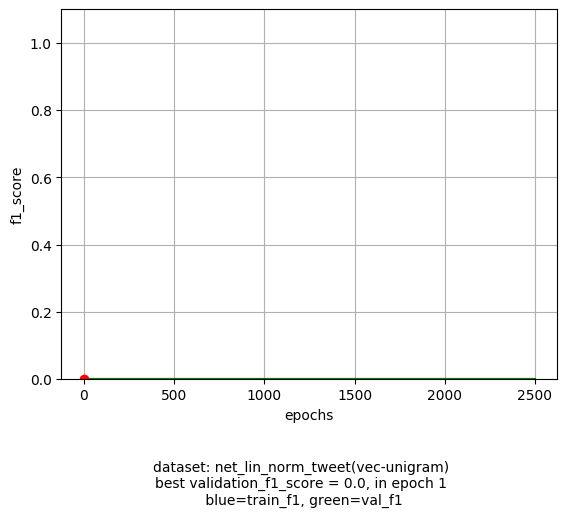 1.0
0.8
0.6
0.4
0.2
0.0
f1_score
0
500
1000
1500
2000
2500
epochs
dataset: net_lin_norm_tweet(vec-unigram)
best validation_f1_score = 0.0, in epoch 1
blue=train_f1, green=val_f1